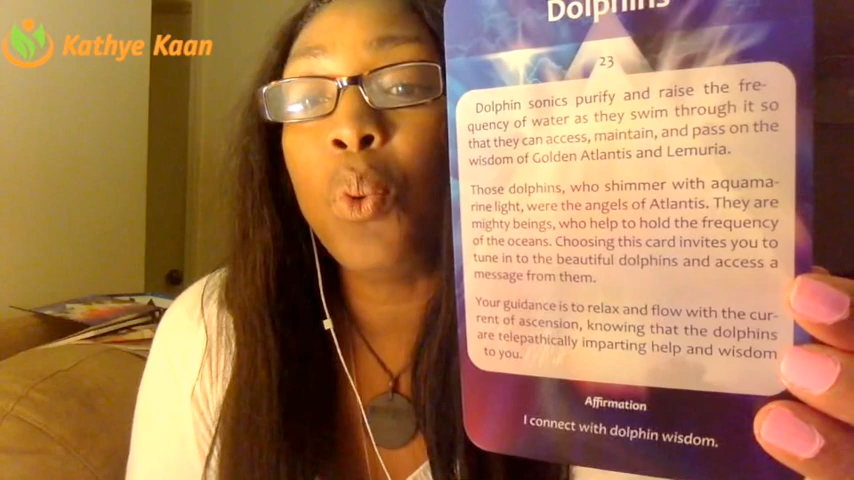 Kathye Kaan
Dolphins
23
Dolphin sonics purify and raise the fre-
quency of water as they swim through it so
that they can access, maintain, and pass on the
wisdom of Golden Atlantis and Lemuria.
Those dolphins, who shimmer with aquama-
rine light, were the angels of Atlantis. They are
mighty beings, who help to hold the frequency
of the oceans. Choosing this card invites you to
tune in to the beautiful dolphins and access a
message from them.
Your guidance is to relax and flow with the cur-
rent of ascension, knowing that the dolphins
are telepathically imparting help and wisdom
to you.
Affirmation
I connect with dolphin wisdom.